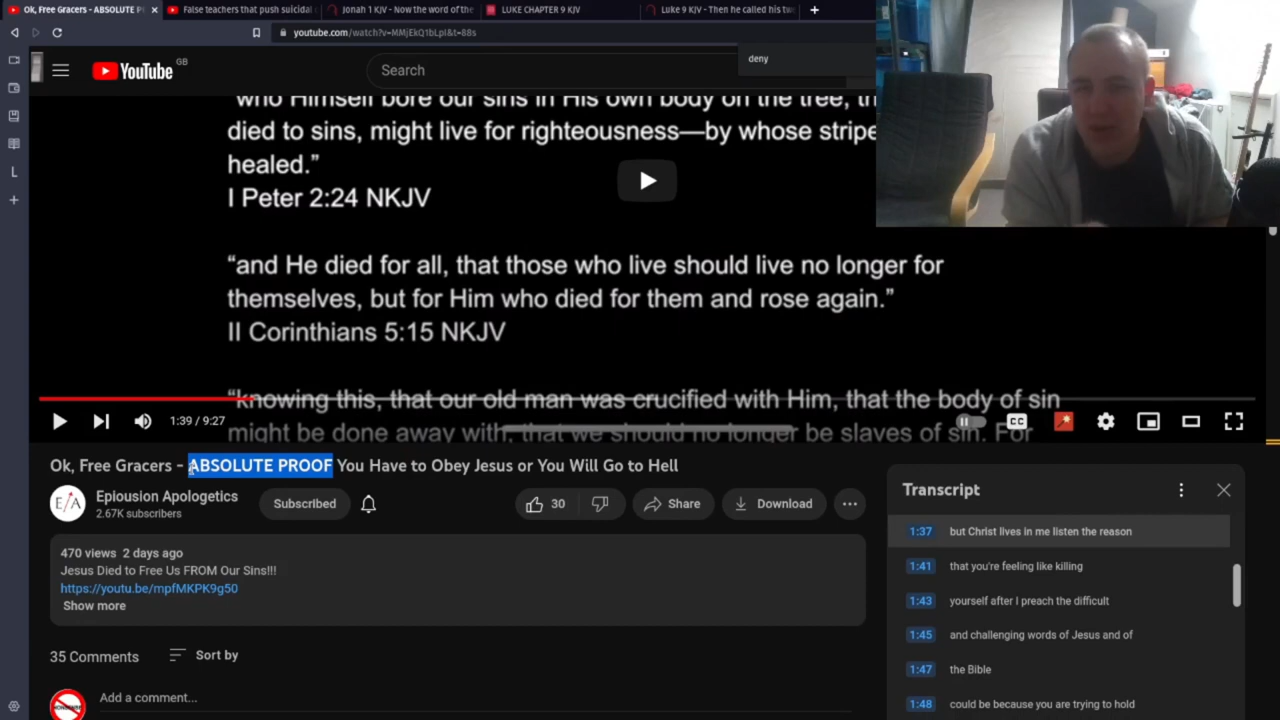 Ok, Free Gracers - ABSOLUTE P
False teachers that push suicidal
Jonah 1 KJV - Now the word of the
LUKE CHAPTER 9 KJV
Luke 9 KJV - Then he called his tw
youtube.com/watch?v=MMjEkQ1bLpI&t=88s
deny
YouTube GB
Search
who Himself bore our sins in His own body on the tree, th
died to sins, might live for righteousness—by whose stripe
healed.”
I Peter 2:24 NKJV
“and He died for all, that those who live should live no longer for
themselves, but for Him who died for them and rose again.”
II Corinthians 5:15 NKJV
“knowing this, that our old man was crucified with Him, that the body of sin
might be done away with, that we should no longer be slaves of sin. For
1:39 / 9:27
CC
Ok, Free Gracers - ABSOLUTE PROOF You Have to Obey Jesus or You Will Go to Hell
E/A
Epiousion Apologetics
2.67K subscribers
Subscribed
30
Share
Download
470 views 2 days ago
Jesus Died to Free Us FROM Our Sins!!!
https://youtu.be/mpfMKPK9g50
Show more
35 Comments
Sort by
Add a comment...
Transcript
1:37 but Christ lives in me listen the reason
1:41 that you're feeling like killing
1:43 yourself after I preach the difficult
1:45 and challenging words of Jesus and of
1:47 the Bible
1:48 could be because you are trying to hold
L